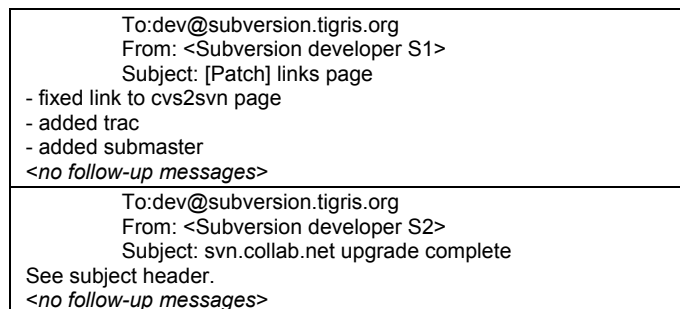 To:dev@subversion.tigris.org
From: <Subversion developer S1>
Subject: [Patch] links page
- fixed link to cvs2svn page
- added trac
- added submaster
<no follow-up messages>
To:dev@subversion.tigris.org
From: <Subversion developer S2>
Subject: svn.collab.net upgrade complete
See subject header.
<no follow-up messages>